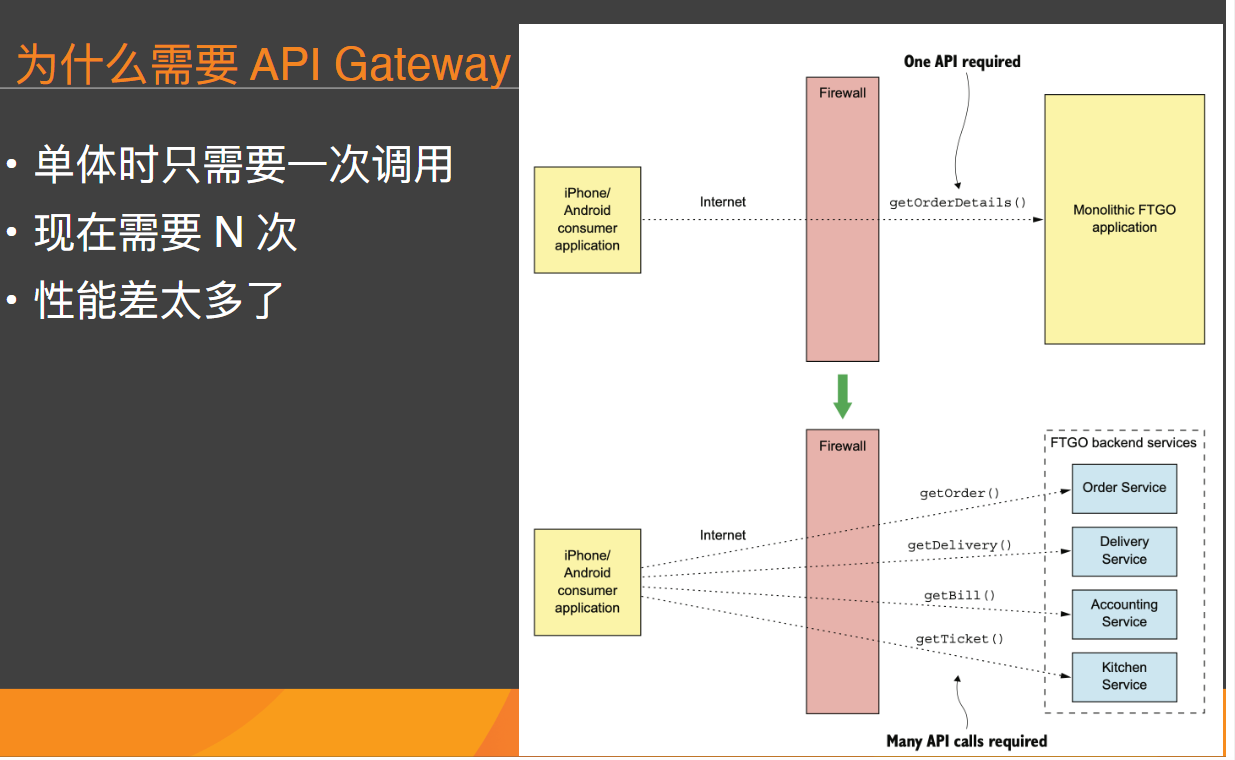 为什么需要 API Gateway
• 单体时只需要一次调用
• 现在需要 N 次
• 性能差太多了
One API required
Firewall
iPhone/
Android
consumer
application
Internet
getOrderDetails()
Monolithic FTGO
application
Firewall
FTGO backend services
iPhone/
Android
consumer
application
Internet
getOrder()
Order Service
getDelivery()
Delivery
Service
getBill()
Accounting
Service
getTicket()
Kitchen
Service
Many API calls required